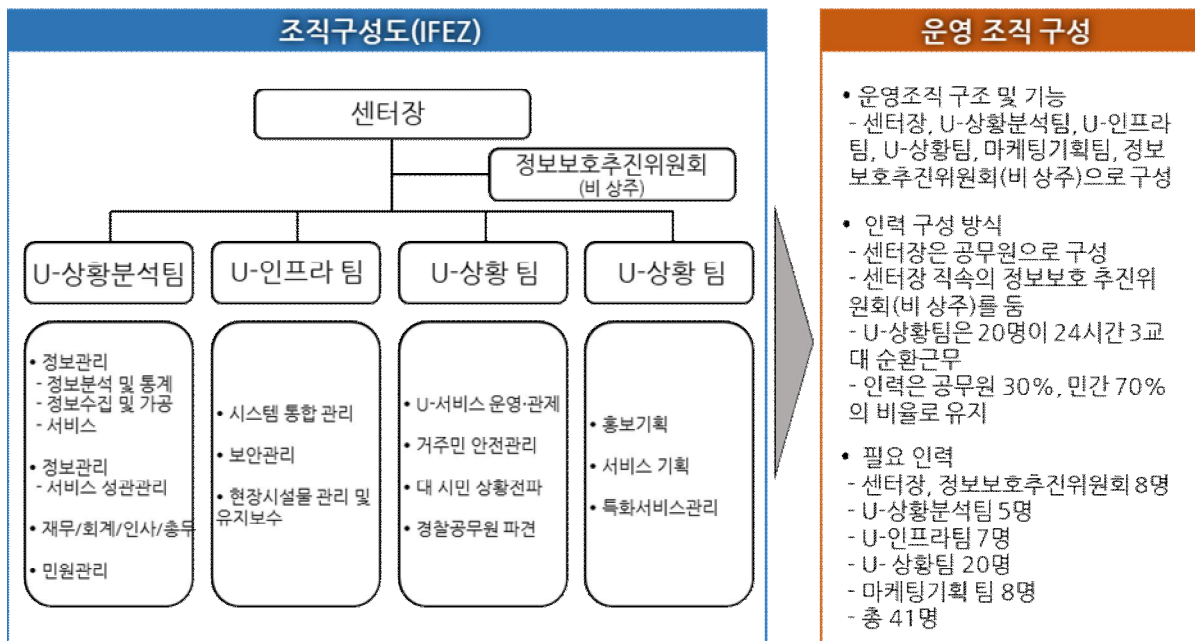 조직구성도(IFEZ)
센터장
정보보호추진위원회
(비 상주)
U-상황분석팀
U-인프라 팀
U-상황 팀
U-상황 팀
• 정보관리
- 정보분석 및 통계
- 정보수집 및 가공
- 서비스
• 정보관리
- 서비스 성관관리
• 재무/회계/인사/총무
• 민원관리
• 시스템 통합 관리
• 보안관리
• 현장시설물 관리 및
유지보수
• U-서비스 운영·관제
• 거주민 안전관리
• 대 시민 상황전파
• 경찰공무원 파견
• 홍보기획
• 서비스 기획
• 특화서비스관리
운영 조직 구성
• 운영조직 구조 및 기능
- 센터장, U-상황분석팀, U-인프라
팀, U-상황팀, 마케팅기획팀, 정보
보호추진위원회(비 상주)으로 구성
• 인력 구성 방식
- 센터장은 공무원으로 구성
- 센터장 직속의 정보보호 추진위
원회(비 상주)를 둠
- U-상황팀은 20명이 24시간 3교
대 순환근무
- 인력은 공무원 30%, 민간 70%
의 비율로 유지
• 필요 인력
- 센터장, 정보보호추진위원회 8명
- U-상황분석팀 5명
- U-인프라팀 7명
- U- 상황팀 20명
- 마케팅기획 팀 8명
- 총 41명